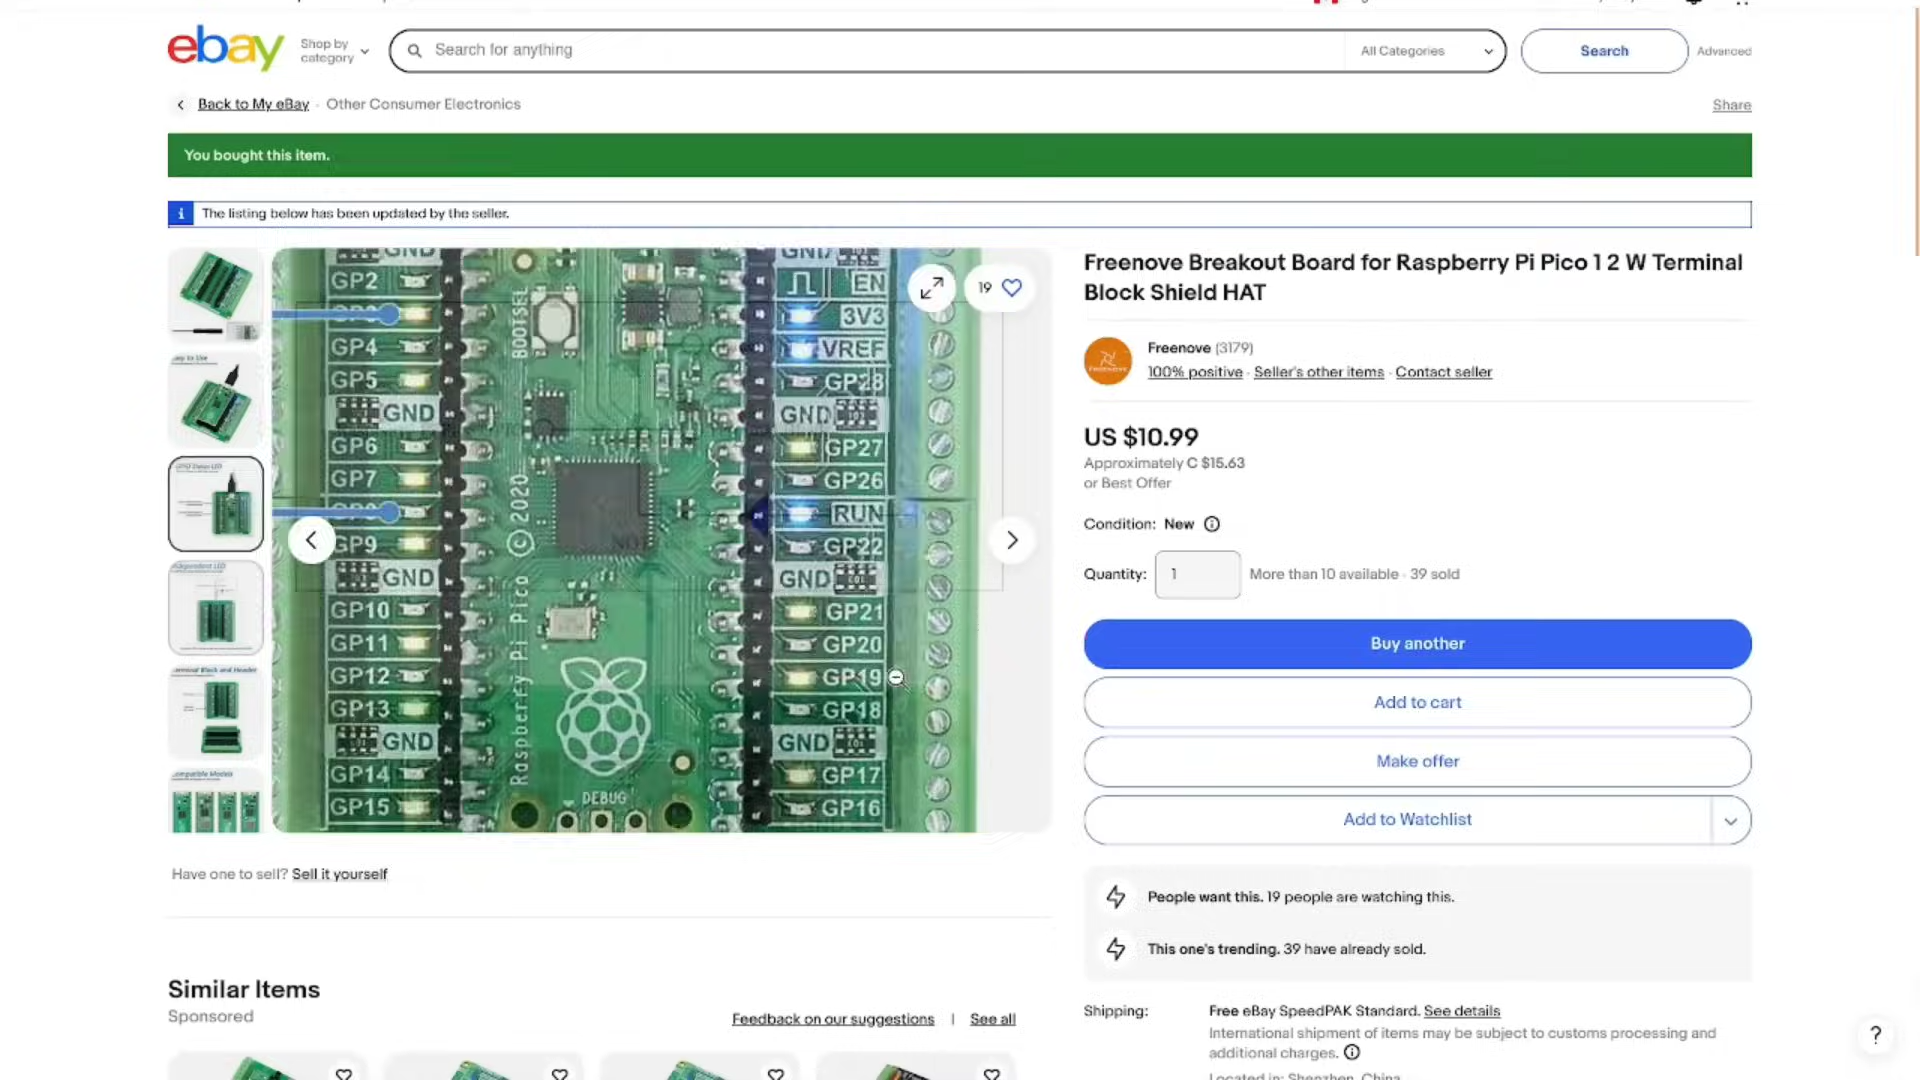 ebay
Shop by
category
Search for anything
All Categories
Search
Advanced
Back to My eBay · Other Consumer Electronics
Share
You bought this item.
i The listing below has been updated by the seller.
GND
GP2
GP4
GP5
GND
GP6
GP7
GP9
GND
GP10
GP11
GP12
GP13
GND
GP14
GP15
BOOTSEL
Raspberry Pi Pico ©2020
DEBUG
GND
EN
3V3
VREF
GP28
GND
GP27
GP26
RUN
GP22
GND
GP21
GP20
GP19
GP18
GND
GP17
GP16
19
Have one to sell? Sell it yourself
Freenove Breakout Board for Raspberry Pi Pico 1 2 W Terminal
Block Shield HAT
Freenove (3179)
100% positive · Seller's other items · Contact seller
US $10.99
Approximately C $15.63
or Best Offer
Condition: New
Quantity: 1 More than 10 available · 39 sold
Buy another
Add to cart
Make offer
Add to Watchlist
People want this. 19 people are watching this.
This one's trending. 39 have already sold.
Shipping: Free eBay SpeedPAK Standard. See details
International shipment of items may be subject to customs processing and
additional charges.
Located in: Shenzhen, China
Similar Items
Sponsored
Feedback on our suggestions | See all
?